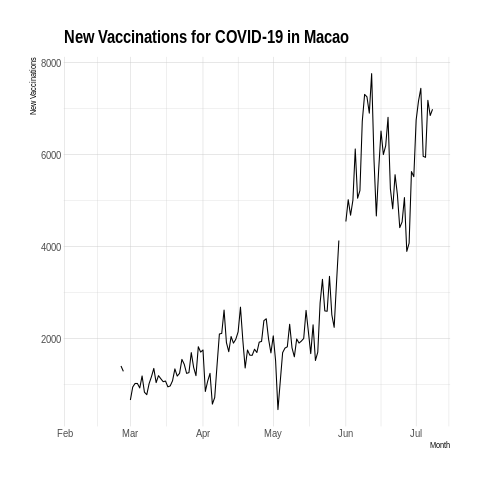 New Vaccinations for COVID-19 in Macao
New Vaccinations
8000
6000
4000
2000
Feb Mar Apr May Jun Jul
Month